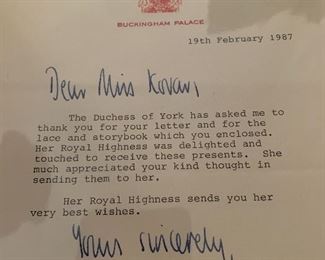 BUCKINGHAM PALACE
19th February 1987
Dear Miss Kovan,
The Duchess of York has asked me to
thank you for your letter and for the
lace and storybook which you enclosed.
Her Royal Highness was delighted and
touched to receive these presents. She
much appreciated your kind thought in
sending them to her.
Her Royal Highness sends you her
very best wishes.
Yours sincerely,